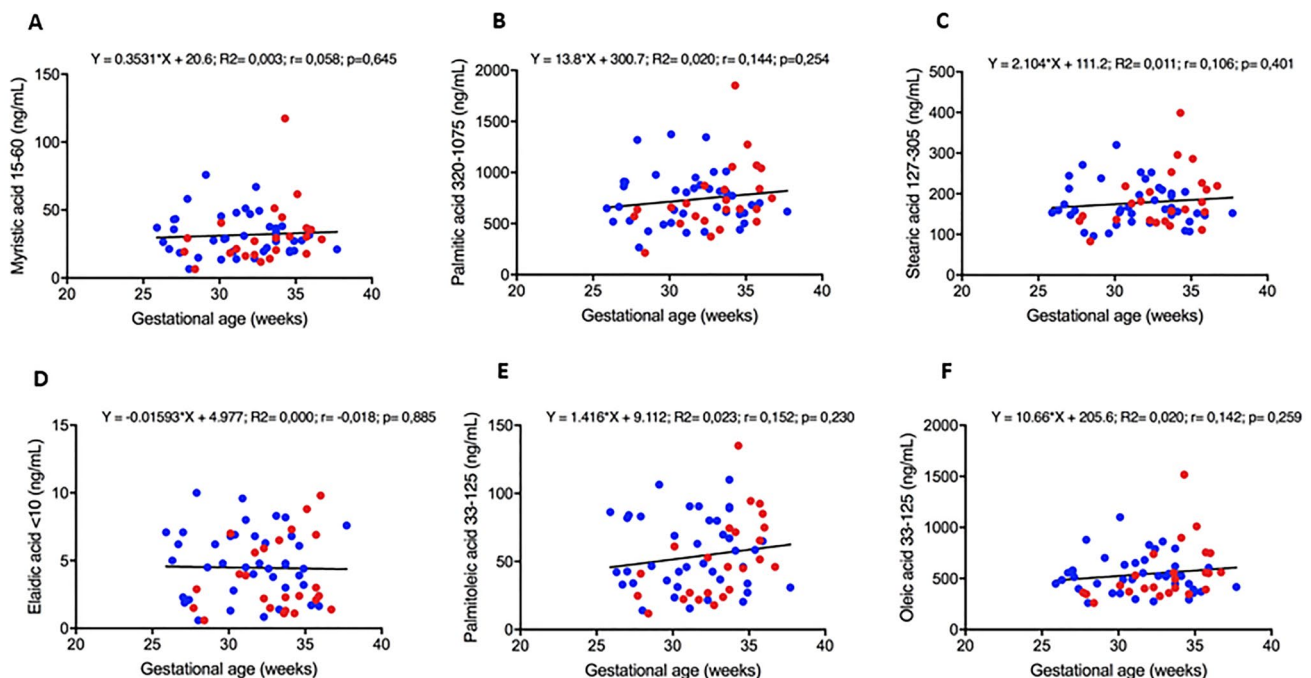 A
Y = 0.3531*X + 20.6; R2= 0,003; r= ,058; p=0,645
Myristic acid 15-60 (ng/mL)
150
100
50
0
20 25 30 35 40
Gestational age (weeks)
B
Y = 13.8*X + 300.7; R2= 0,020; r= 0,144; p=0,254
Palmitic acid 320-1075 (ng/mL)
2000
1500
1000
500
0
20 25 30 35 40
Gestational age (weeks)
C
Y = 2.104*X + 111.2; R2= 0,011; r= 0,106; p= 0,401
Stearic acid 127-305 (ng/mL)
500
400
300
200
100
0
20 25 30 35 40
Gestational age (weeks)
D
Y = -0.01593*X + 4.977; R2= 0,000; r= -0,018; p= 0,885
Elaidic acid <10 (ng/mL)
15
10
5
0
20 25 30 35 40
Gestational age (weeks)
E
Y = 1.416*X + 9.112; R2= 0,023; r= 0,152; p= 0,230
Palmitoleic acid 33-125 (ng/mL)
150
100
50
0
20 25 30 35 40
Gestational age (weeks)
F
Y = 10.66*X + 205.6; R2= 0,020; r= 0,142; p= 0,259
Oleic acid 33-125 (ng/mL)
2000
1500
1000
500
0
20 25 30 35 40
Gestational age (weeks)